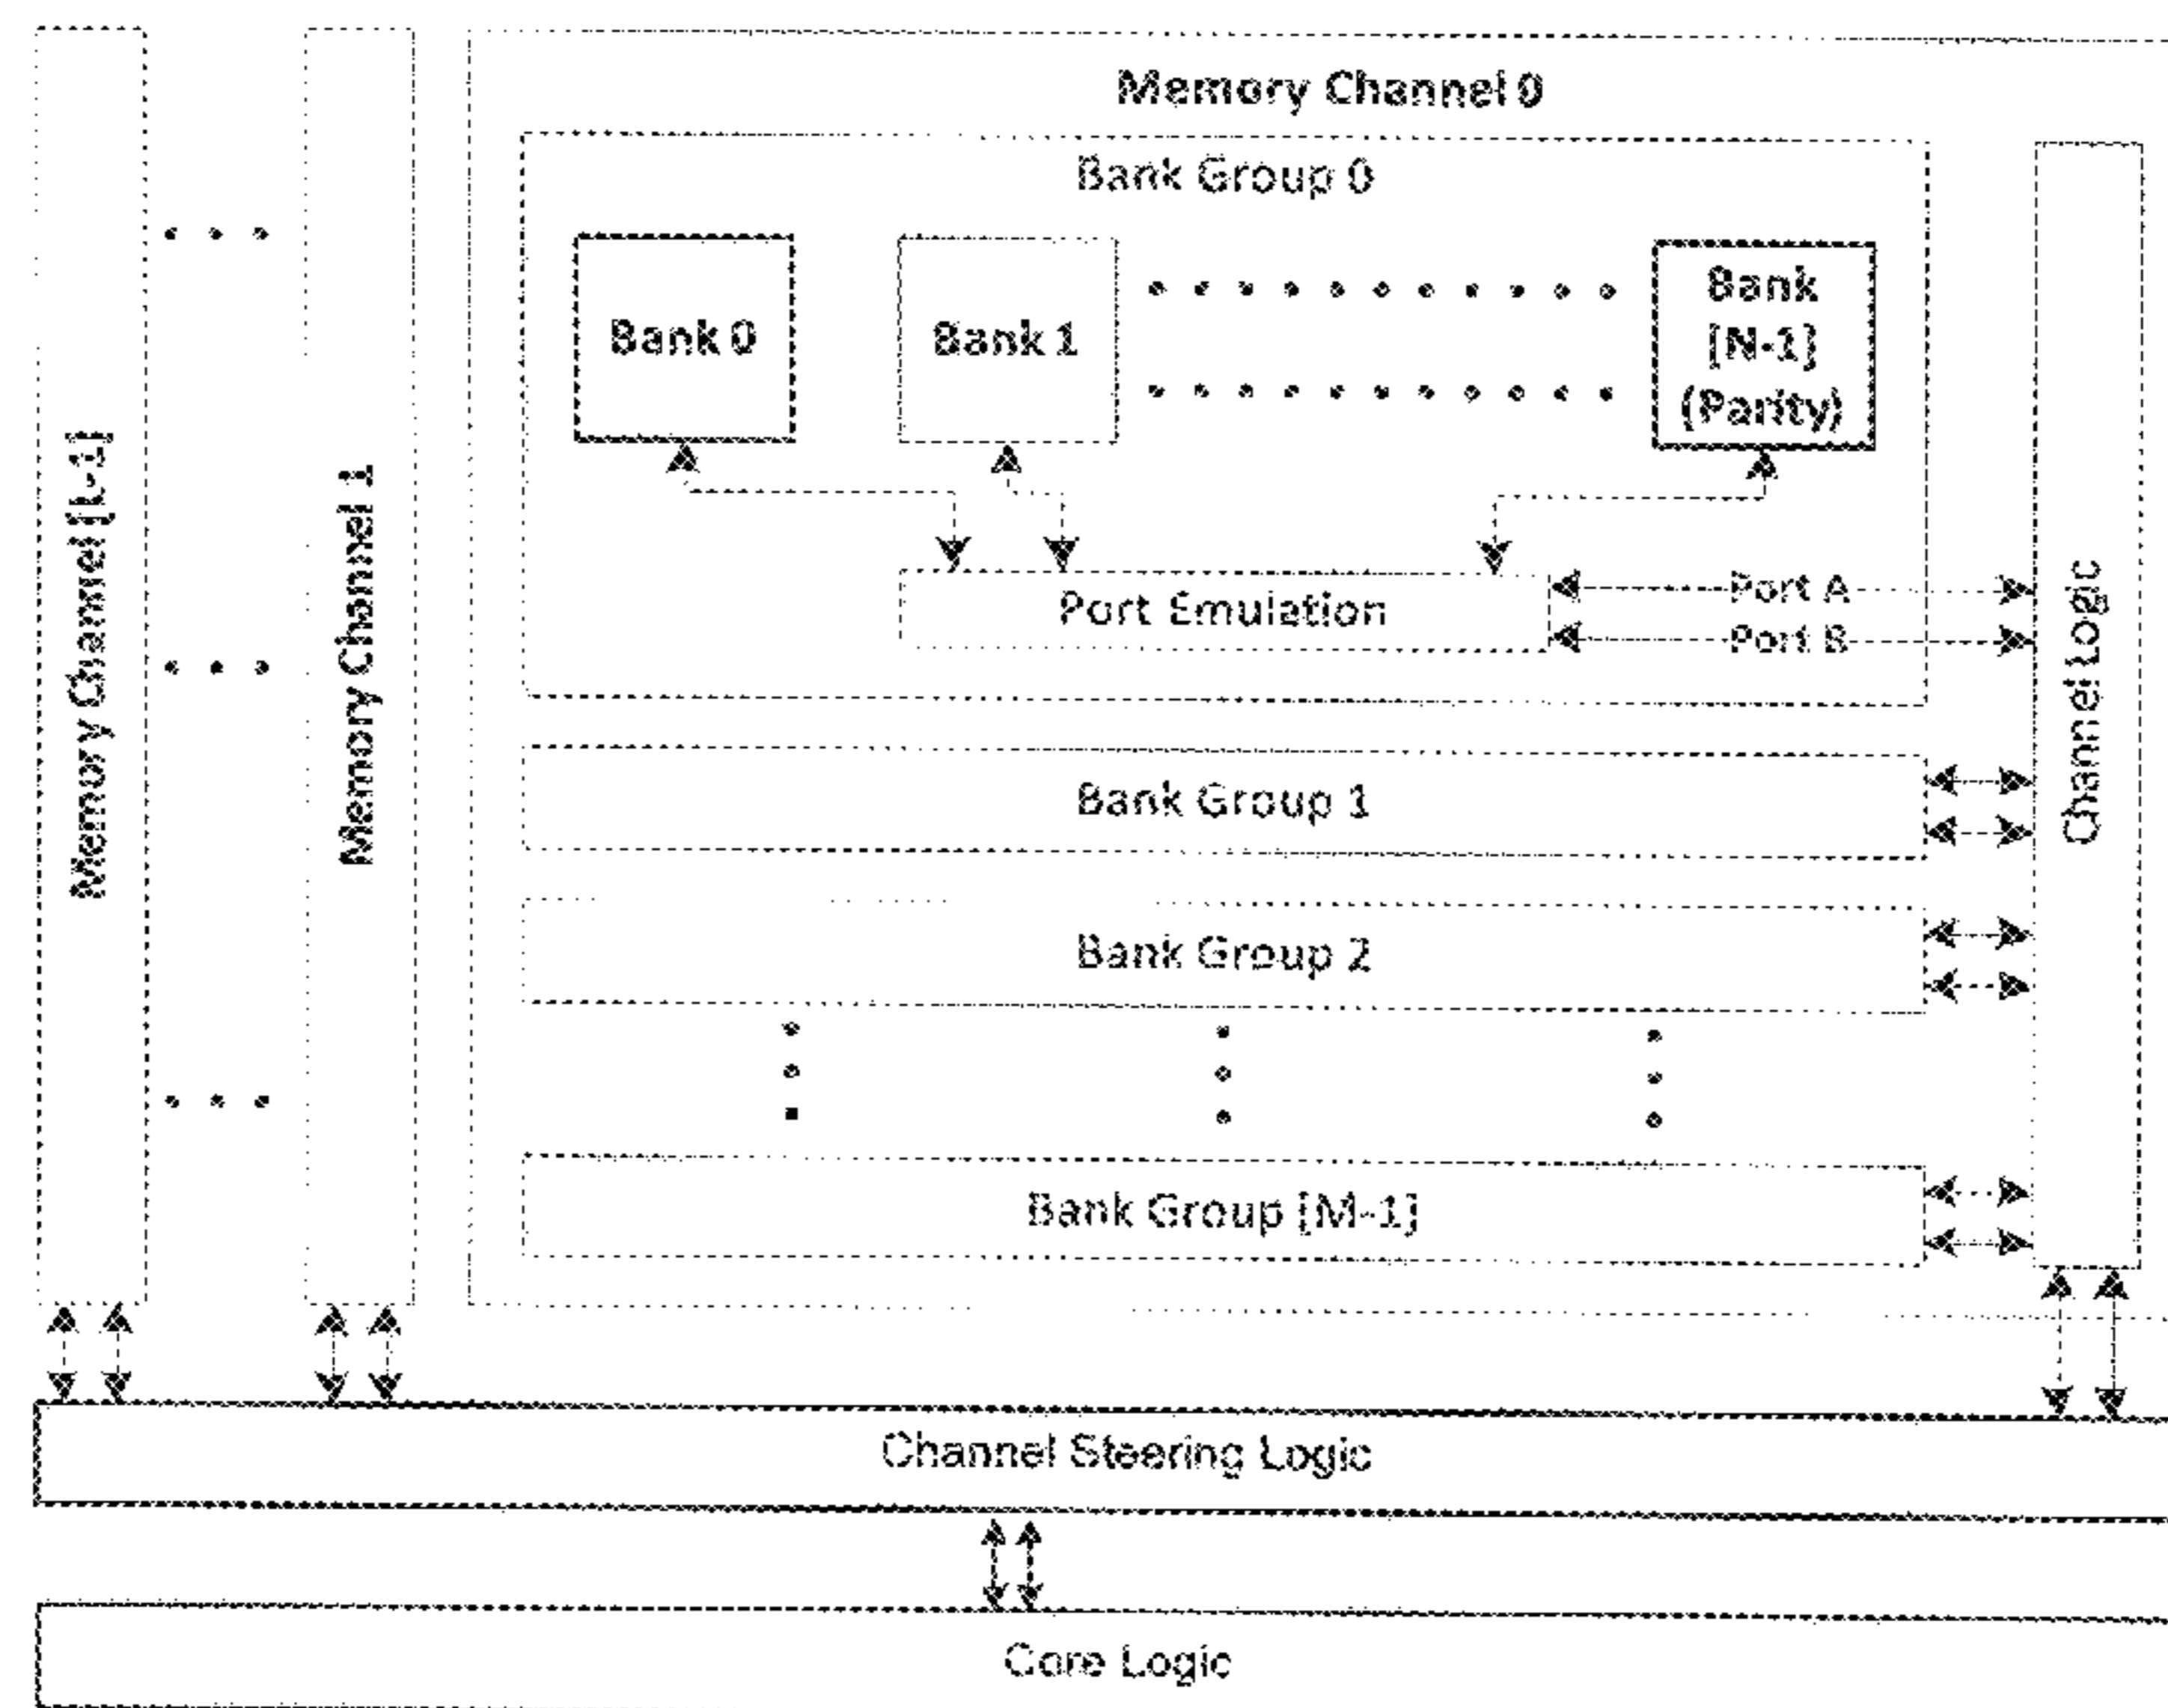 Memory Channel 0
Bank Group 0
Bank 0
Bank 1
Bank
[N-1]
(Parity)
Port Emulation
Port A
Port B
Channel Logic
Bank Group 1
Bank Group 2
Bank Group [M-1]
Memory Channel [L-1]
Memory Channel 1
Channel Steering Logic
Core Logic